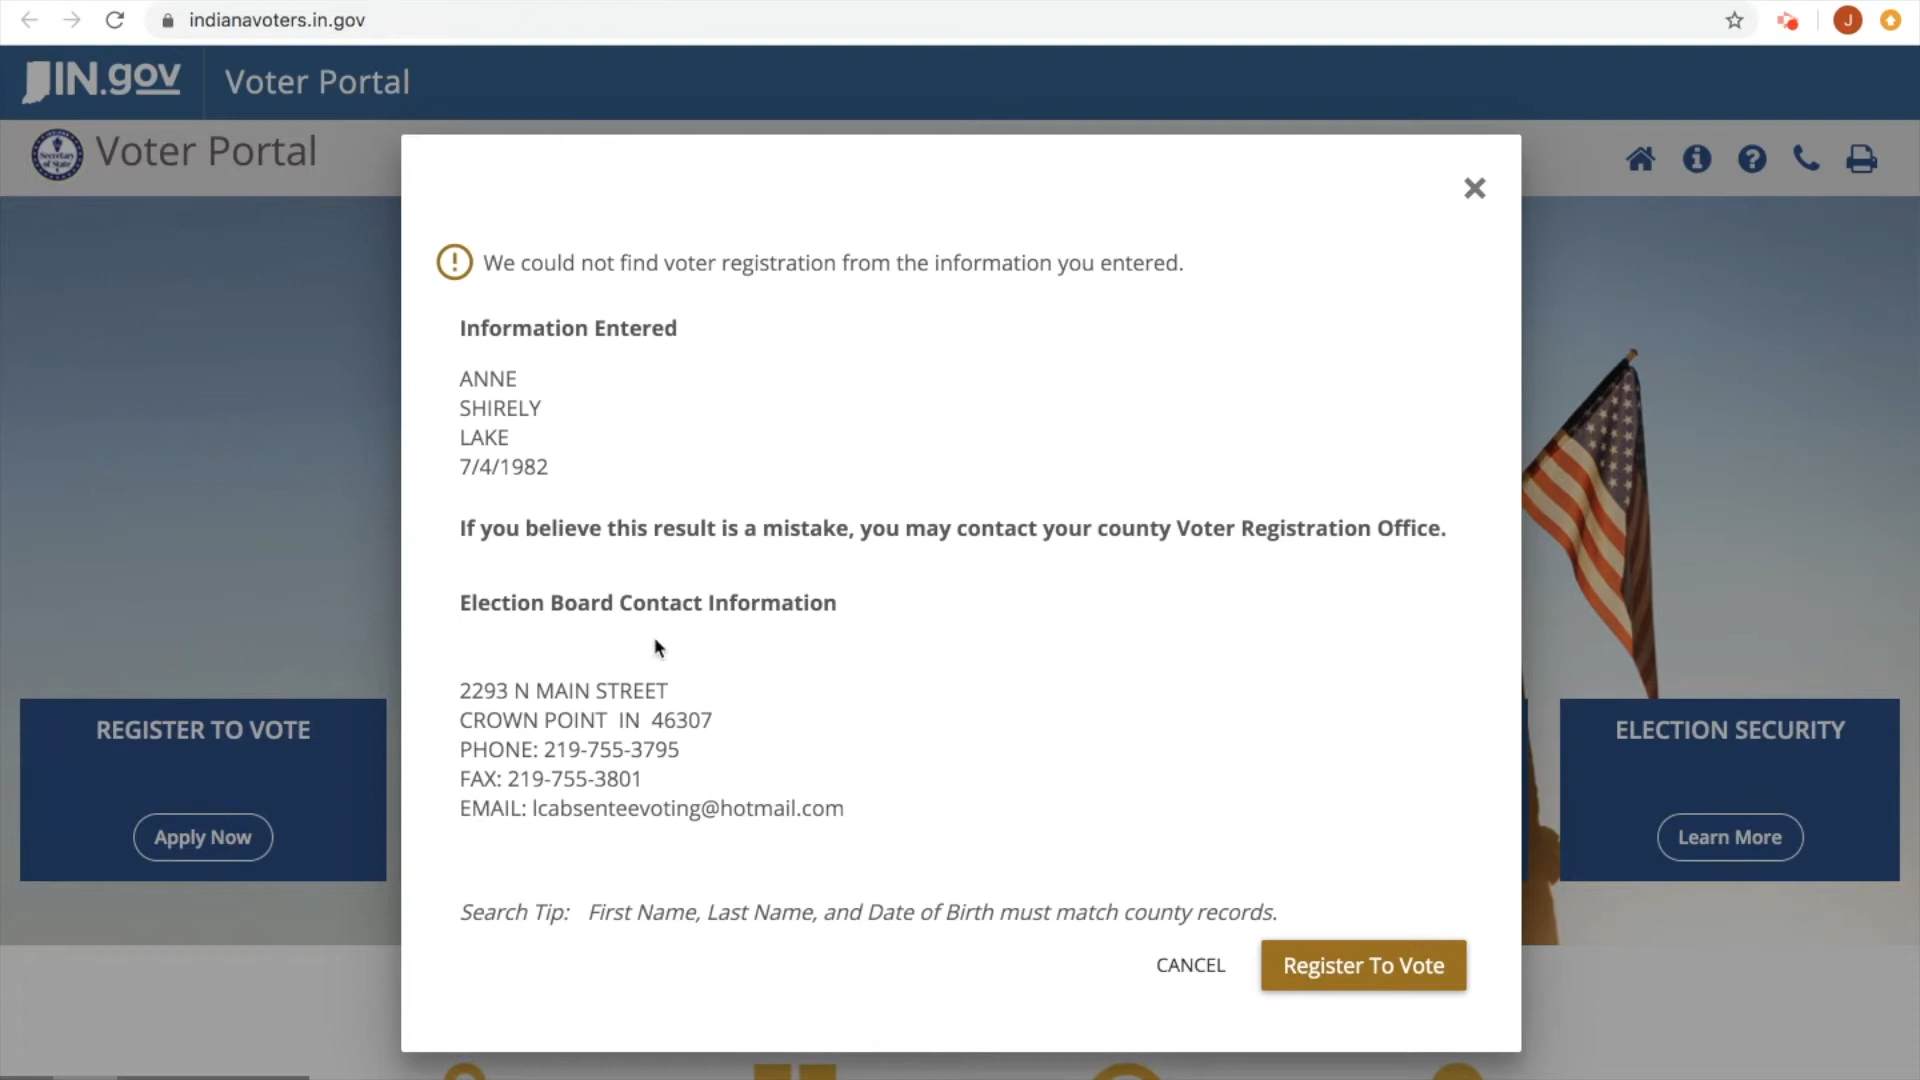 indianavoters.in.gov
J
IN.gov
Voter Portal
Secretary of State
Voter Portal
We could not find voter registration from the information you entered.
Information Entered
ANNE
SHIRELY
LAKE
7/4/1982
If you believe this result is a mistake, you may contact your county Voter Registration Office.
Election Board Contact Information
2293 N MAIN STREET
CROWN POINT IN 46307
PHONE: 219-755-3795
FAX: 219-755-3801
EMAIL: lcabsenteevoting@hotmail.com
REGISTER TO VOTE
Apply Now
ELECTION SECURITY
Learn More
Search Tip: First Name, Last Name, and Date of Birth must match county records.
CANCEL
Register To Vote